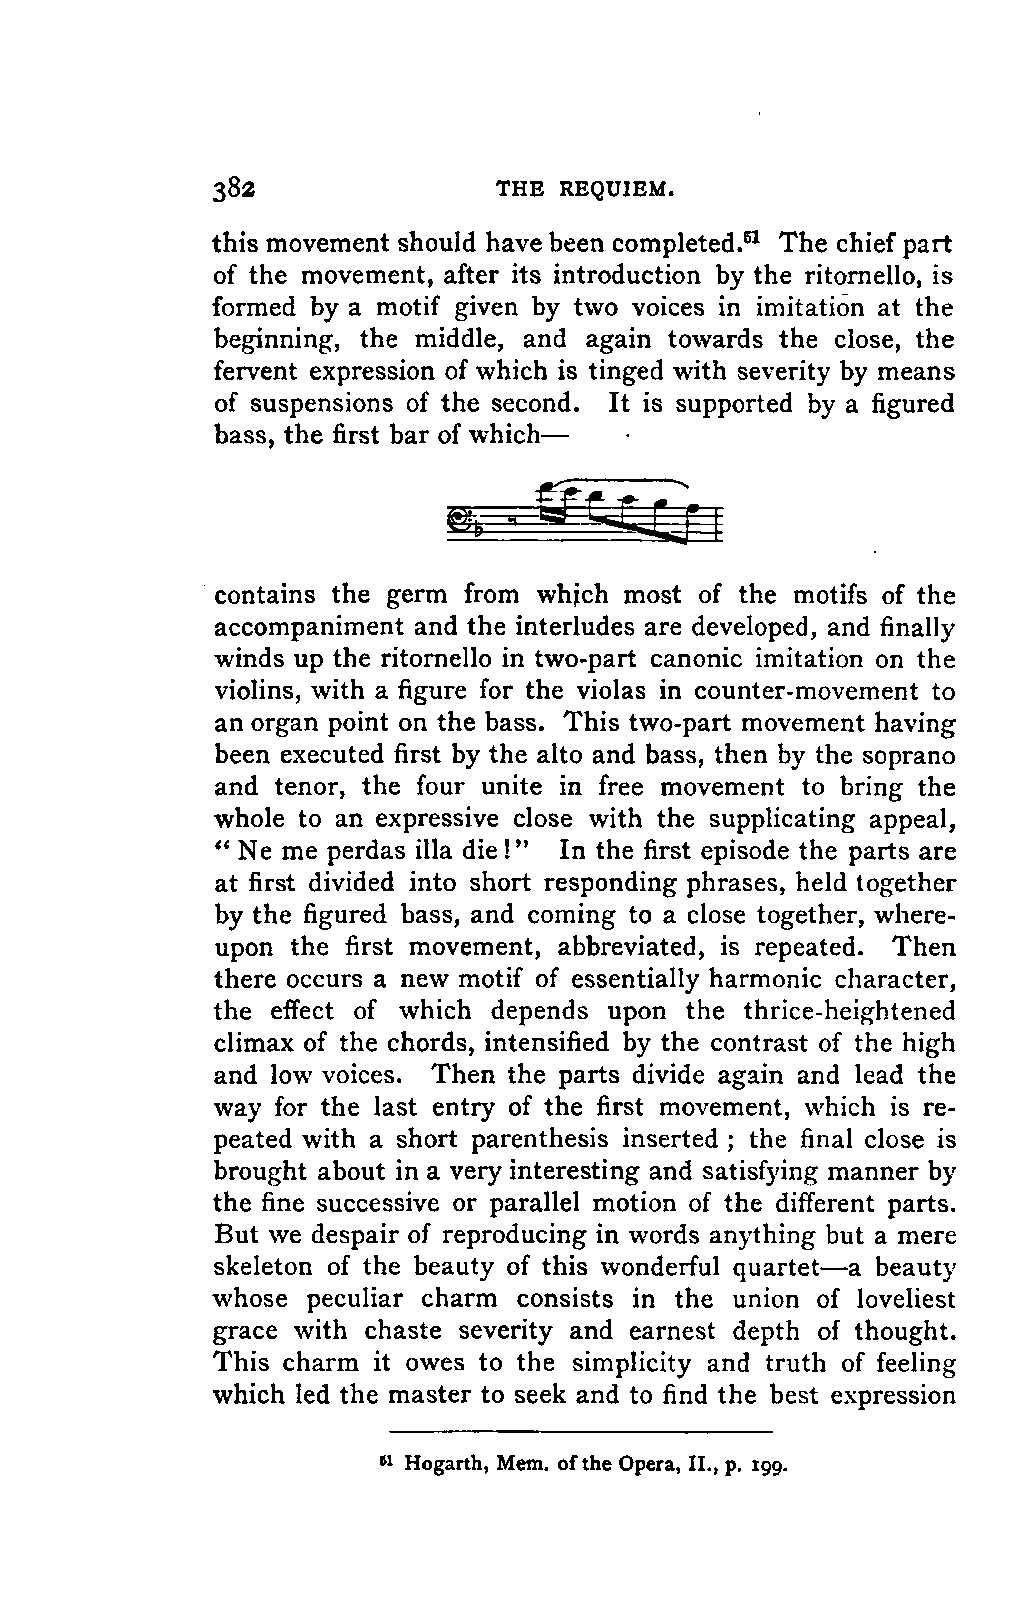 382 THE REQUIEM.
this movement should have been completed.⁶¹ The chief part
of the movement, after its introduction by the ritornello, is
formed by a motif given by two voices in imitation at the
beginning, the middle, and again towards the close, the
fervent expression of which is tinged with severity by means
of suspensions of the second. It is supported by a figured
bass, the first bar of which—
contains the germ from which most of the motifs of the
accompaniment and the interludes are developed, and finally
winds up the ritornello in two-part canonic imitation on the
violins, with a figure for the violas in counter-movement to
an organ point on the bass. This two-part movement having
been executed first by the alto and bass, then by the soprano
and tenor, the four unite in free movement to bring the
whole to an expressive close with the supplicating appeal,
“ Ne me perdas illa die!” In the first episode the parts are
at first divided into short responding phrases, held together
by the figured bass, and coming to a close together, where-
upon the first movement, abbreviated, is repeated. Then
there occurs a new motif of essentially harmonic character,
the effect of which depends upon the thrice-heightened
climax of the chords, intensified by the contrast of the high
and low voices. Then the parts divide again and lead the
way for the last entry of the first movement, which is re-
peated with a short parenthesis inserted ; the final close is
brought about in a very interesting and satisfying manner by
the fine successive or parallel motion of the different parts.
But we despair of reproducing in words anything but a mere
skeleton of the beauty of this wonderful quartet—a beauty
whose peculiar charm consists in the union of loveliest
grace with chaste severity and earnest depth of thought.
This charm it owes to the simplicity and truth of feeling
which led the master to seek and to find the best expression
⁶¹ Hogarth, Mem. of the Opera, II., p. 199.